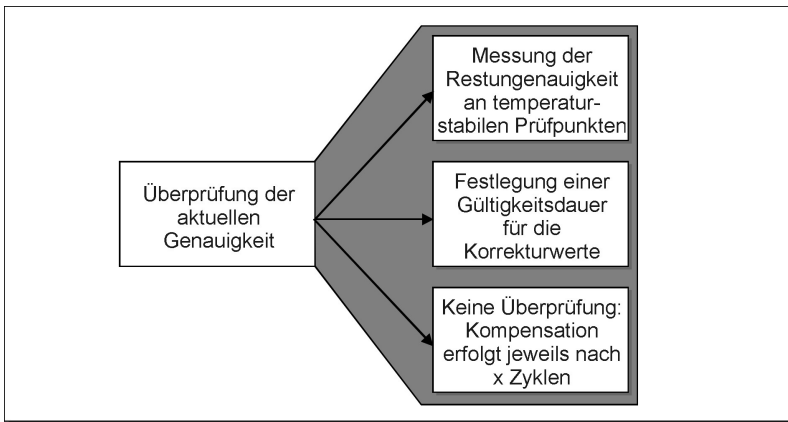 Überprüfung der
aktuellen
Genauigkeit
Messung der
Restungenauigkeit
an temperatur-
stabilen Prüfpunkten
Festlegung einer
Gültigkeitsdauer
für die
Korrekturwerte
Keine Überprüfung:
Kompensation
erfolgt jeweils nach
x Zyklen